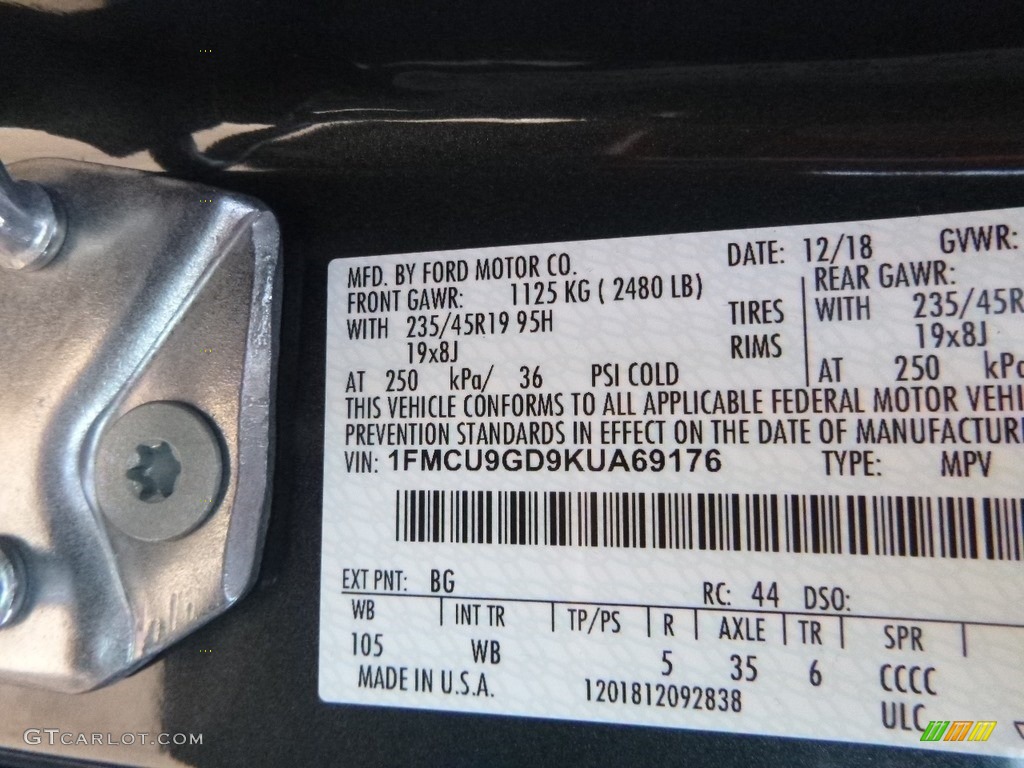 MFD. BY FORD MOTOR CO. DATE: 12/18 GVWR:
FRONT GAWR: 1125 KG ( 2480 LB) REAR GAWR:
WITH 235/45R19 95H TIRES WITH 235/45R
19x8J RIMS 19x8J
AT 250 kPa/ 36 PSI COLD AT 250 kPa
THIS VEHICLE CONFORMS TO ALL APPLICABLE FEDERAL MOTOR VEHI
PREVENTION STANDARDS IN EFFECT ON THE DATE OF MANUFACTUR
VIN: 1FMCU9GD9KUA69176 TYPE: MPV
EXT PNT: BG RC: 44 DSO:
WB INT TR TP/PS R AXLE TR SPR
105 WB 5 35 6 CCCC
MADE IN U.S.A. 1201812092838 ULC
GTCARLOT.COM